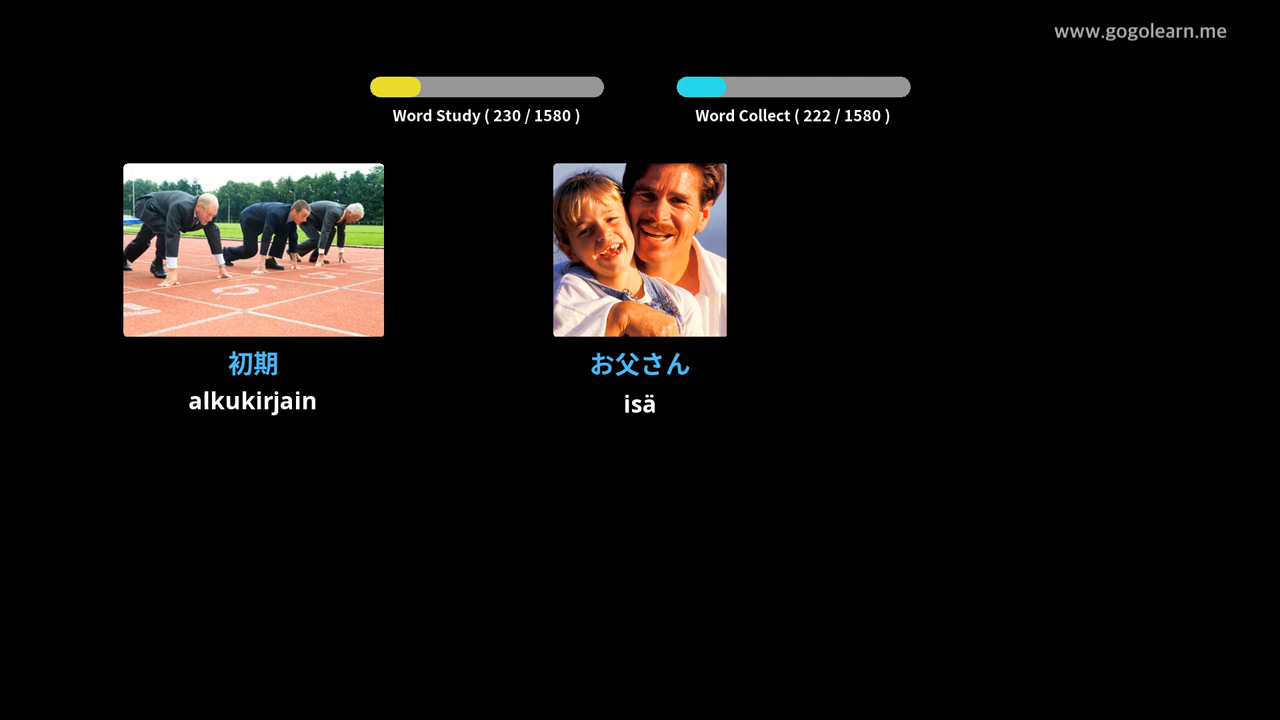 www.gogolearn.me
Word Study ( 230 / 1580 )
Word Collect ( 222 / 1580 )
初期
alkukirjain
お父さん
isä